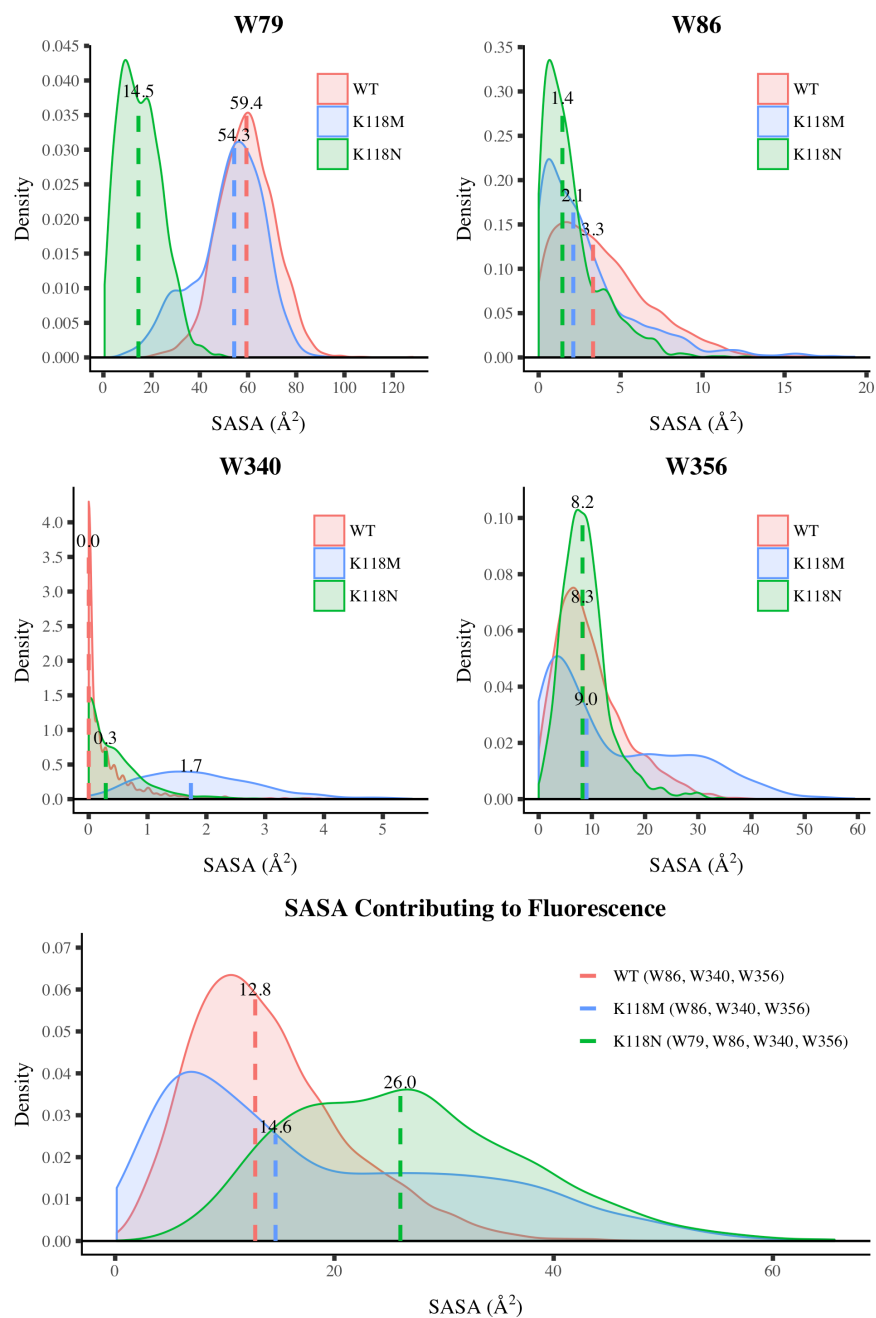 W79
0.045
0.040
0.035
0.030
0.025
0.020
0.015
0.010
0.005
0.000
Density
14.5
59.4
54.3
WT
K118M
K118N
0 20 40 60 80 100 120
SASA (Å²)
W86
0.35
0.30
0.25
0.20
0.15
0.10
0.05
0.00
Density
1.4
2.1
3.3
WT
K118M
K118N
0 5 10 15 20
SASA (Å²)
W340
4.0
3.5
3.0
2.5
2.0
1.5
1.0
0.5
0.0
Density
0.0
0.3
1.7
WT
K118M
K118N
0 1 2 3 4 5
SASA (Å²)
W356
0.10
0.08
0.06
0.04
0.02
0.00
Density
8.2
8.3
9.0
WT
K118M
K118N
0 10 20 30 40 50 60
SASA (Å²)
SASA Contributing to Fluorescence
0.07
0.06
0.05
0.04
0.03
0.02
0.01
0.00
Density
12.8
14.6
26.0
WT (W86, W340, W356)
K118M (W86, W340, W356)
K118N (W79, W86, W340, W356)
0 20 40 60
SASA (Å²)